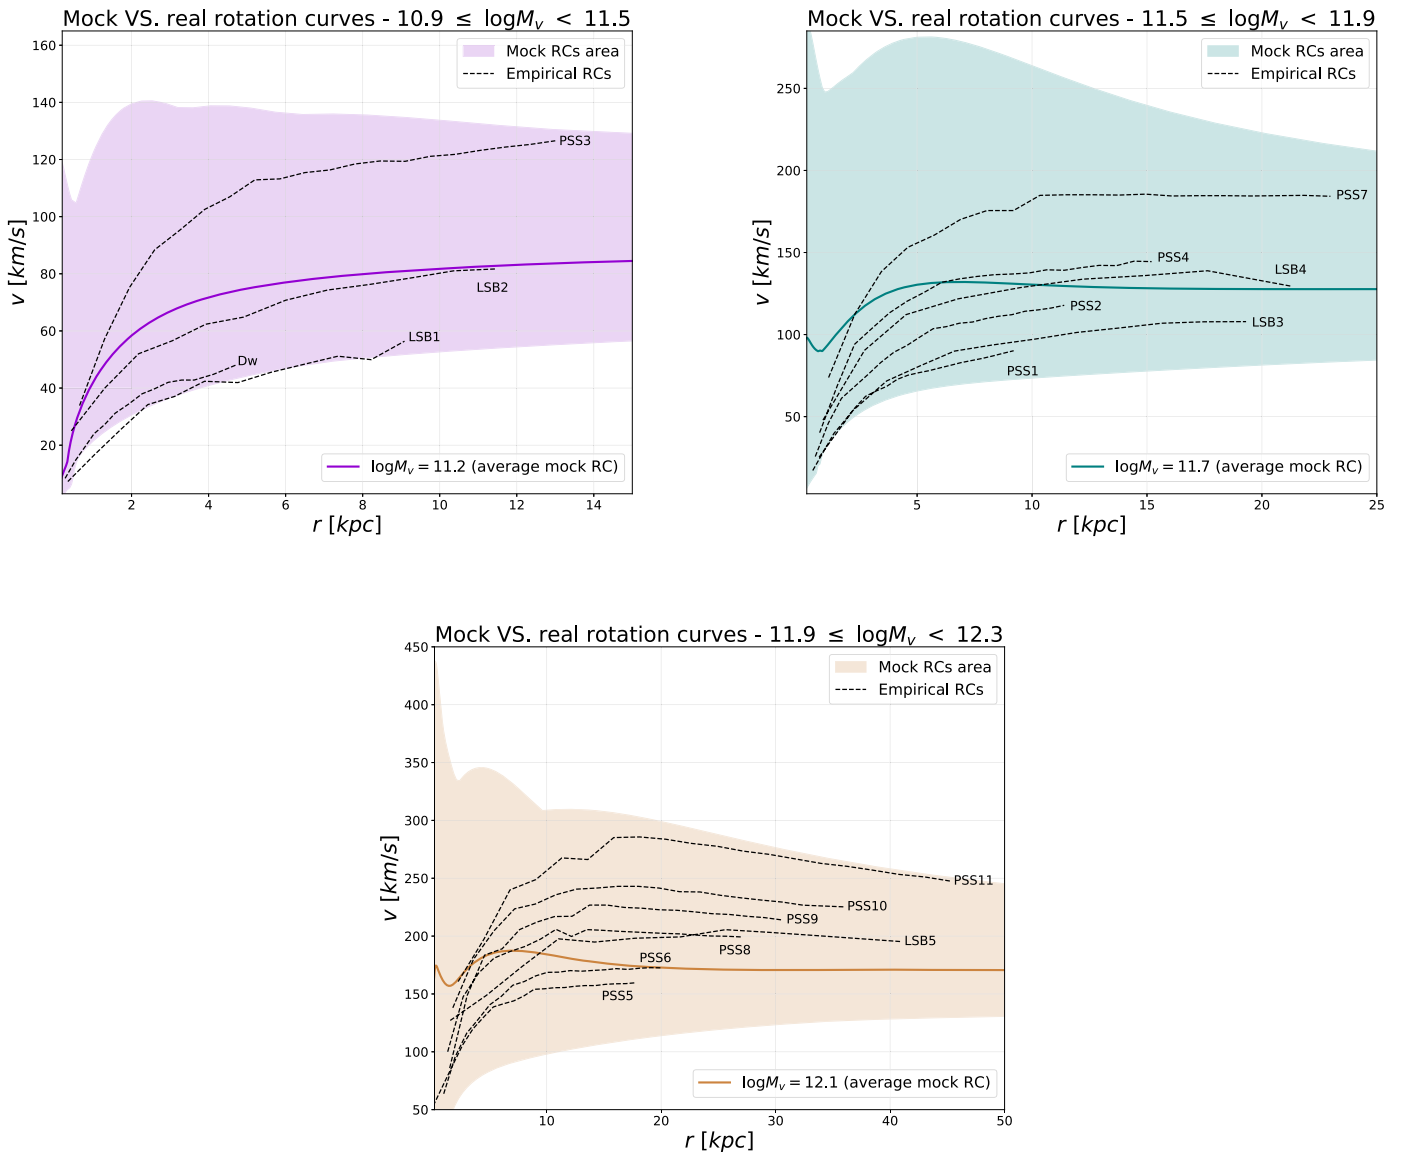 Mock VS. real rotation curves - 10.9 ≤ logMᵥ < 11.5
Mock RCs area
Empirical RCs
160
140
120
100
80
60
40
20
v [km/s]
PSS3
LSB2
LSB1
Dw
logMᵥ = 11.2 (average mock RC)
2 4 6 8 10 12 14
r [kpc]
Mock VS. real rotation curves - 11.5 ≤ logMᵥ < 11.9
Mock RCs area
Empirical RCs
250
200
150
100
50
v [km/s]
PSS7
PSS4
LSB4
PSS2
LSB3
PSS1
logMᵥ = 11.7 (average mock RC)
5 10 15 20 25
r [kpc]
Mock VS. real rotation curves - 11.9 ≤ logMᵥ < 12.3
Mock RCs area
Empirical RCs
450
400
350
300
250
200
150
100
50
v [km/s]
PSS11
PSS10
PSS9
LSB5
PSS8
PSS6
PSS5
logMᵥ = 12.1 (average mock RC)
10 20 30 40 50
r [kpc]